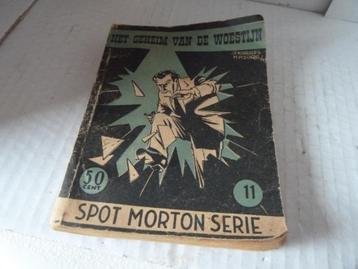 HET GEHEIM VAN DE WOESTIJN
50
CENT
11
SPOT MORTON SERIE